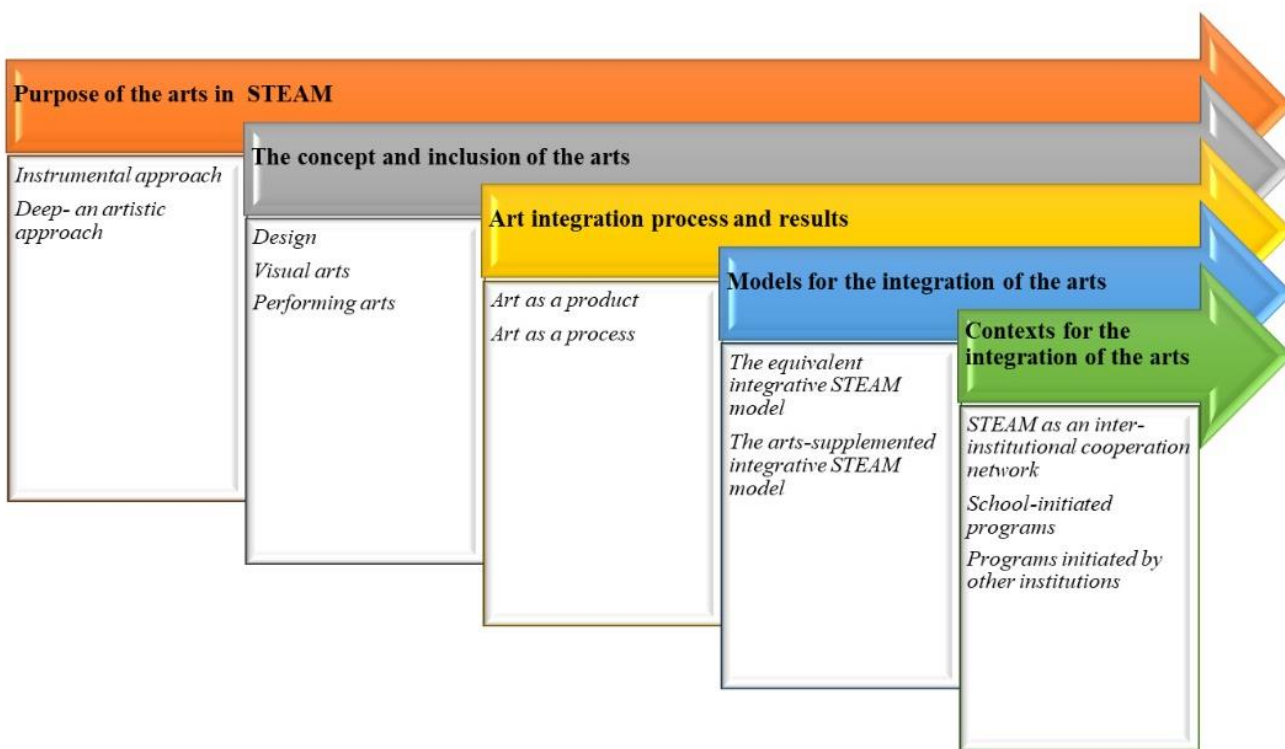 Purpose of the arts in STEAM
Instrumental approach
Deep- an artistic
approach
The concept and inclusion of the arts
Design
Visual arts
Performing arts
Art integration process and results
Art as a product
Art as a process
Models for the integration of the arts
The equivalent
integrative STEAM
model
The arts-supplemented
integrative STEAM
model
Contexts for the
integration of the arts
STEAM as an inter-
institutional cooperation
network
School-initiated
programs
Programs initiated by
other institutions